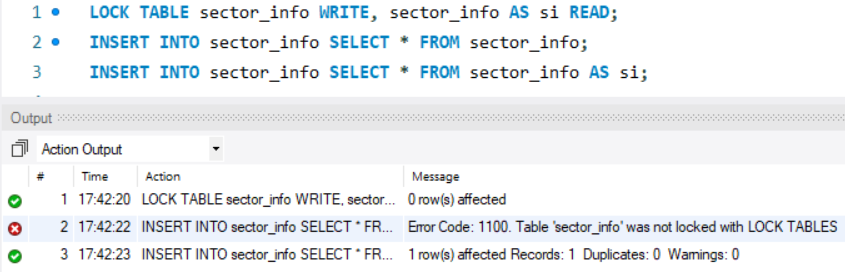 1 LOCK TABLE sector_info WRITE, sector_info AS si READ;
2 INSERT INTO sector_info SELECT * FROM sector_info;
3 INSERT INTO sector_info SELECT * FROM sector_info AS si;
Output
Action Output
# Time Action Message
1 17:42:20 LOCK TABLE sector_info WRITE, sector... 0 row(s) affected
2 17:42:22 INSERT INTO sector_info SELECT * FR... Error Code: 1100. Table 'sector_info' was not locked with LOCK TABLES
3 17:42:23 INSERT INTO sector_info SELECT * FR... 1 row(s) affected Records: 1 Duplicates: 0 Warnings: 0